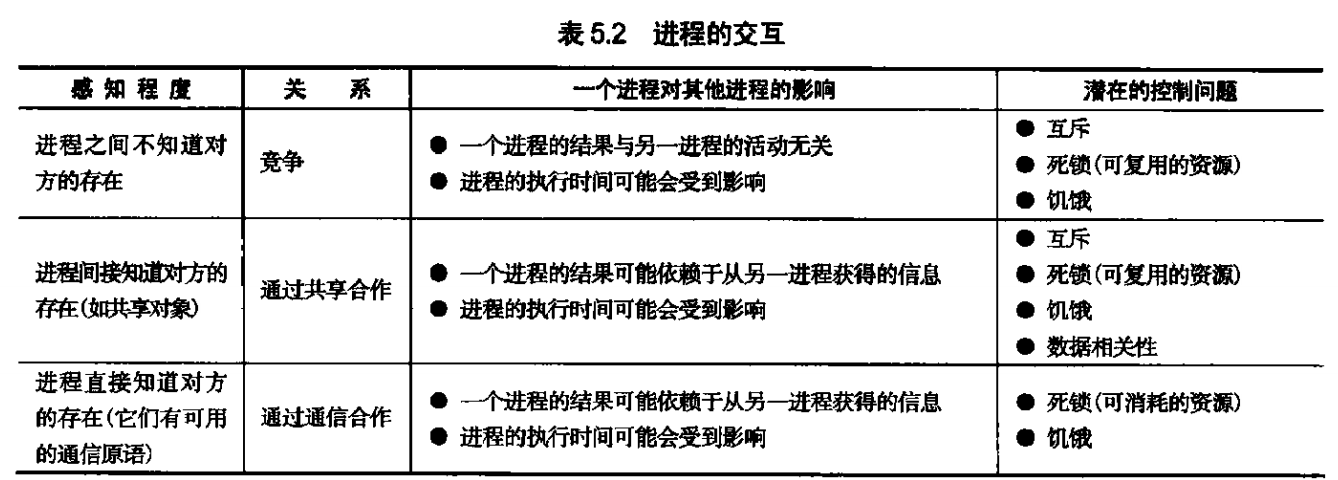 表 5.2 进程的交互
感知程度 关系 一个进程对其他进程的影响 潜在的控制问题
进程之间不知道对
方的存在
竞争
● 一个进程的结果与另一进程的活动无关
● 进程的执行时间可能会受到影响
● 互斥
● 死锁(可复用的资源)
● 饥饿
进程间接知道对方的
存在(如共享对象)
通过共享合作
● 一个进程的结果可能依赖于从另一进程获得的信息
● 进程的执行时间可能会受到影响
● 互斥
● 死锁(可复用的资源)
● 饥饿
● 数据相关性
进程直接知道对方
的存在(它们有可用
的通信原语)
通过通信合作
● 一个进程的结果可能依赖于从另一进程获得的信息
● 进程的执行时间可能会受到影响
● 死锁(可消耗的资源)
● 饥饿